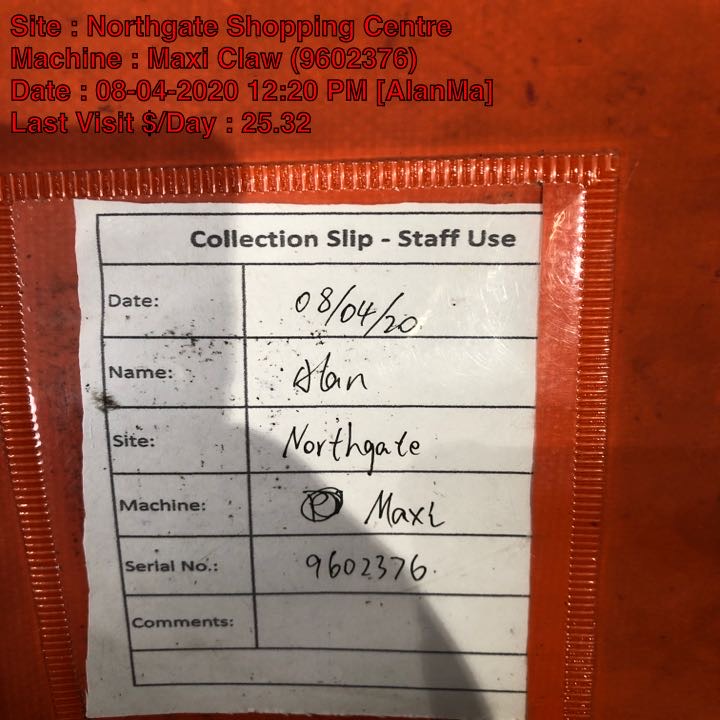 Site : Northgate Shopping Centre
Machine : Maxi Claw (9602376)
Date : 08-04-2020 12:20 PM [AlanMa]
Last Visit $/Day : 25.32
Collection Slip - Staff Use
Date: 08/04/20
Name: Alan
Site: Northgate
Machine: Maxi
Serial No.: 9602376
Comments: